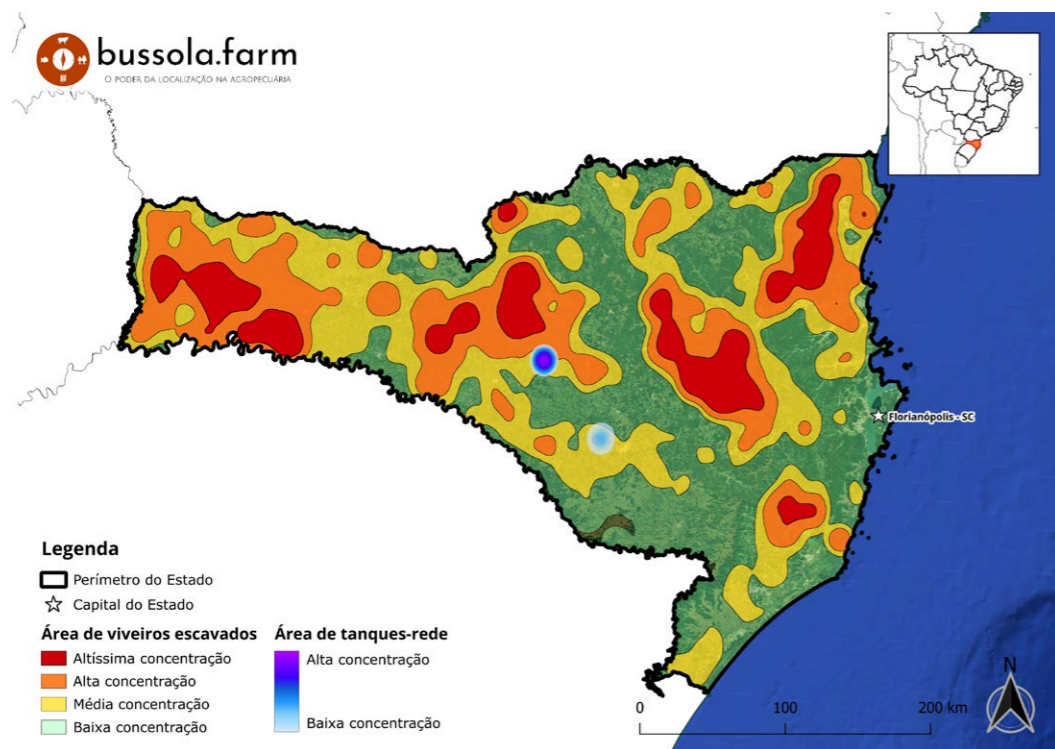 bussola.farm
O PODER DA LOCALIZAÇÃO NA AGROPECUÁRIA
Florianópolis - SC
Legenda
Perímetro do Estado
Capital do Estado
Área de viveiros escavados
Altíssima concentração
Alta concentração
Média concentração
Baixa concentração
Área de tanques-rede
Alta concentração
Baixa concentração
0 100 200 km
N